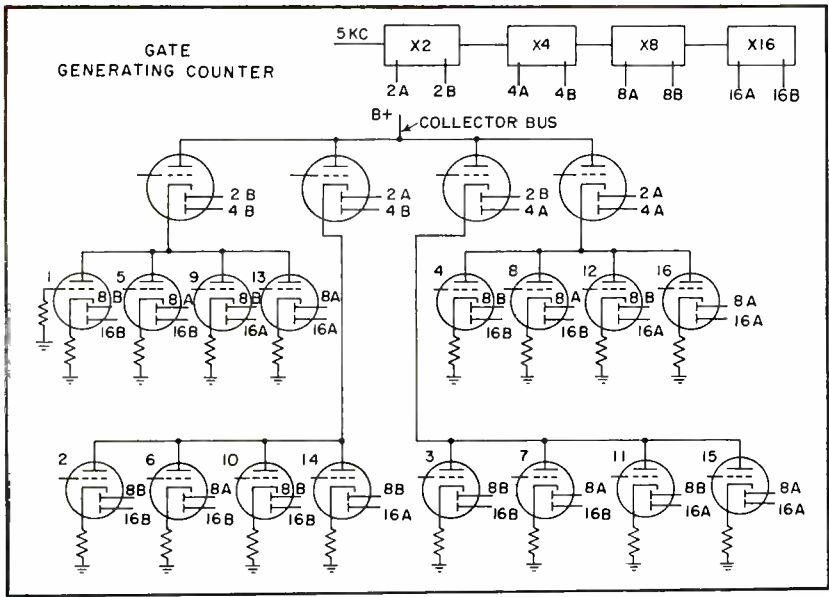 5 KC
X2
X4
X8
X16
GATE
GENERATING COUNTER
2A 2B 4A 4B 8A 8B 16A 16B
B+
COLLECTOR BUS
2B
4B
2A
4B
2B
4A
2A
4A
1 5 9 13
8B 8A 8B 8A
16B 16B 16A 16A
4 8 12 16
8B 8A 8B 8A
16B 16B 16A 16A
2 6 10 14
8B 8A 8B 8B
16B 16B 16B 16A
3 7 11 15
8B 8A 8B 8A
16B 16B 16A 16A